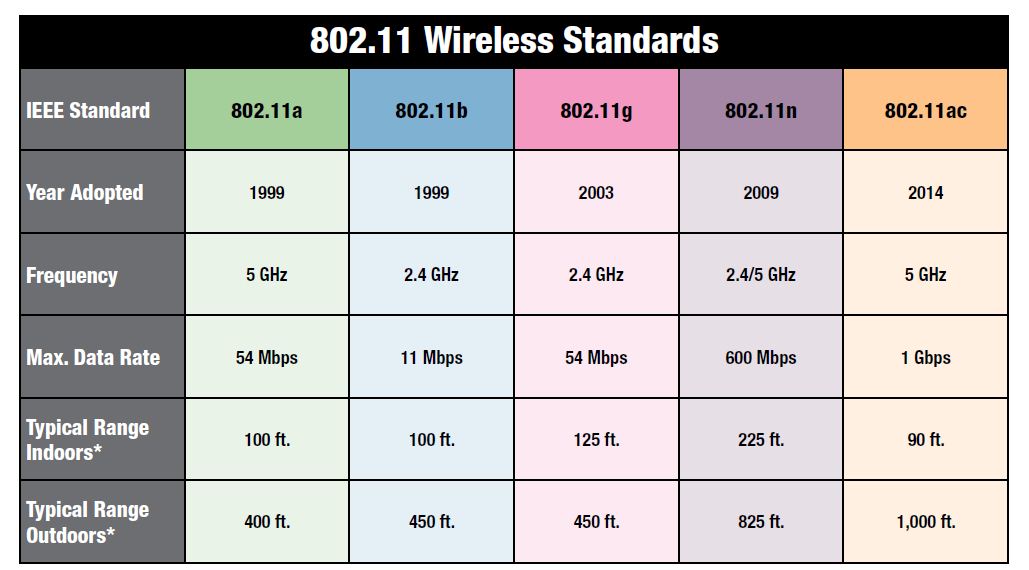 802.11 Wireless Standards
IEEE Standard 802.11a 802.11b 802.11g 802.11n 802.11ac
Year Adopted 1999 1999 2003 2009 2014
Frequency 5 GHz 2.4 GHz 2.4 GHz 2.4/5 GHz 5 GHz
Max. Data Rate 54 Mbps 11 Mbps 54 Mbps 600 Mbps 1 Gbps
Typical Range
Indoors* 100 ft. 100 ft. 125 ft. 225 ft. 90 ft.
Typical Range
Outdoors* 400 ft. 450 ft. 450 ft. 825 ft. 1,000 ft.